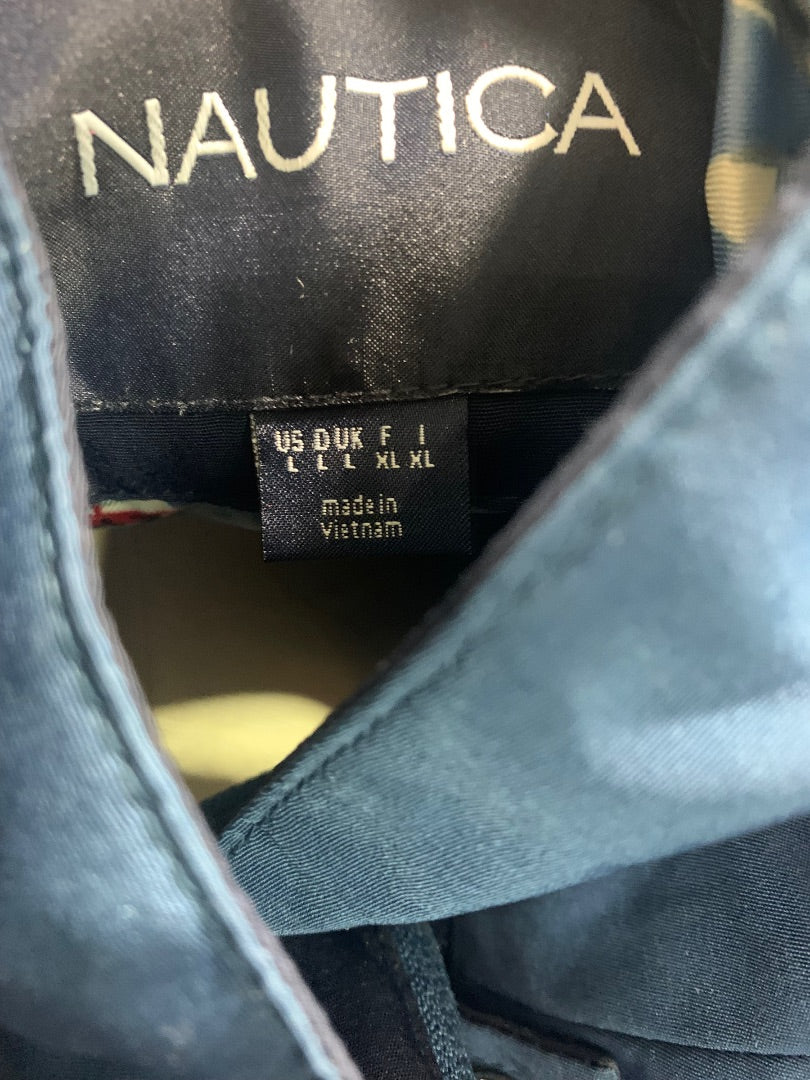 NAUTICA
US D UK F I
L L L XL XL
made in
Vietnam